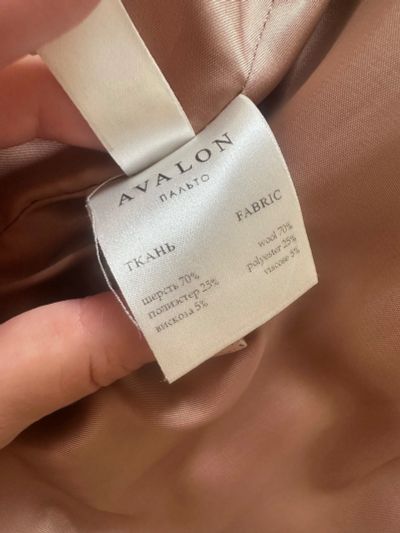 AVALON
ПАЛЬТО
ТКАНЬ
шерсть 70%
полиэстер 25%
вискоза 5%
FABRIC
wool 70%
polyester 25%
viscose 5%